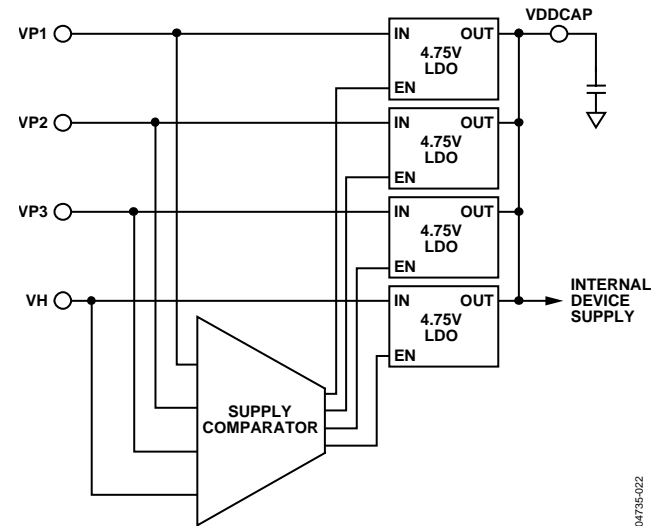 VDDCAP
VP1
IN OUT
4.75V
LDO
EN
VP2
IN OUT
4.75V
LDO
EN
VP3
IN OUT
4.75V
LDO
EN
VH
IN OUT
4.75V
LDO
EN
INTERNAL
DEVICE
SUPPLY
SUPPLY
COMPARATOR
04735-022